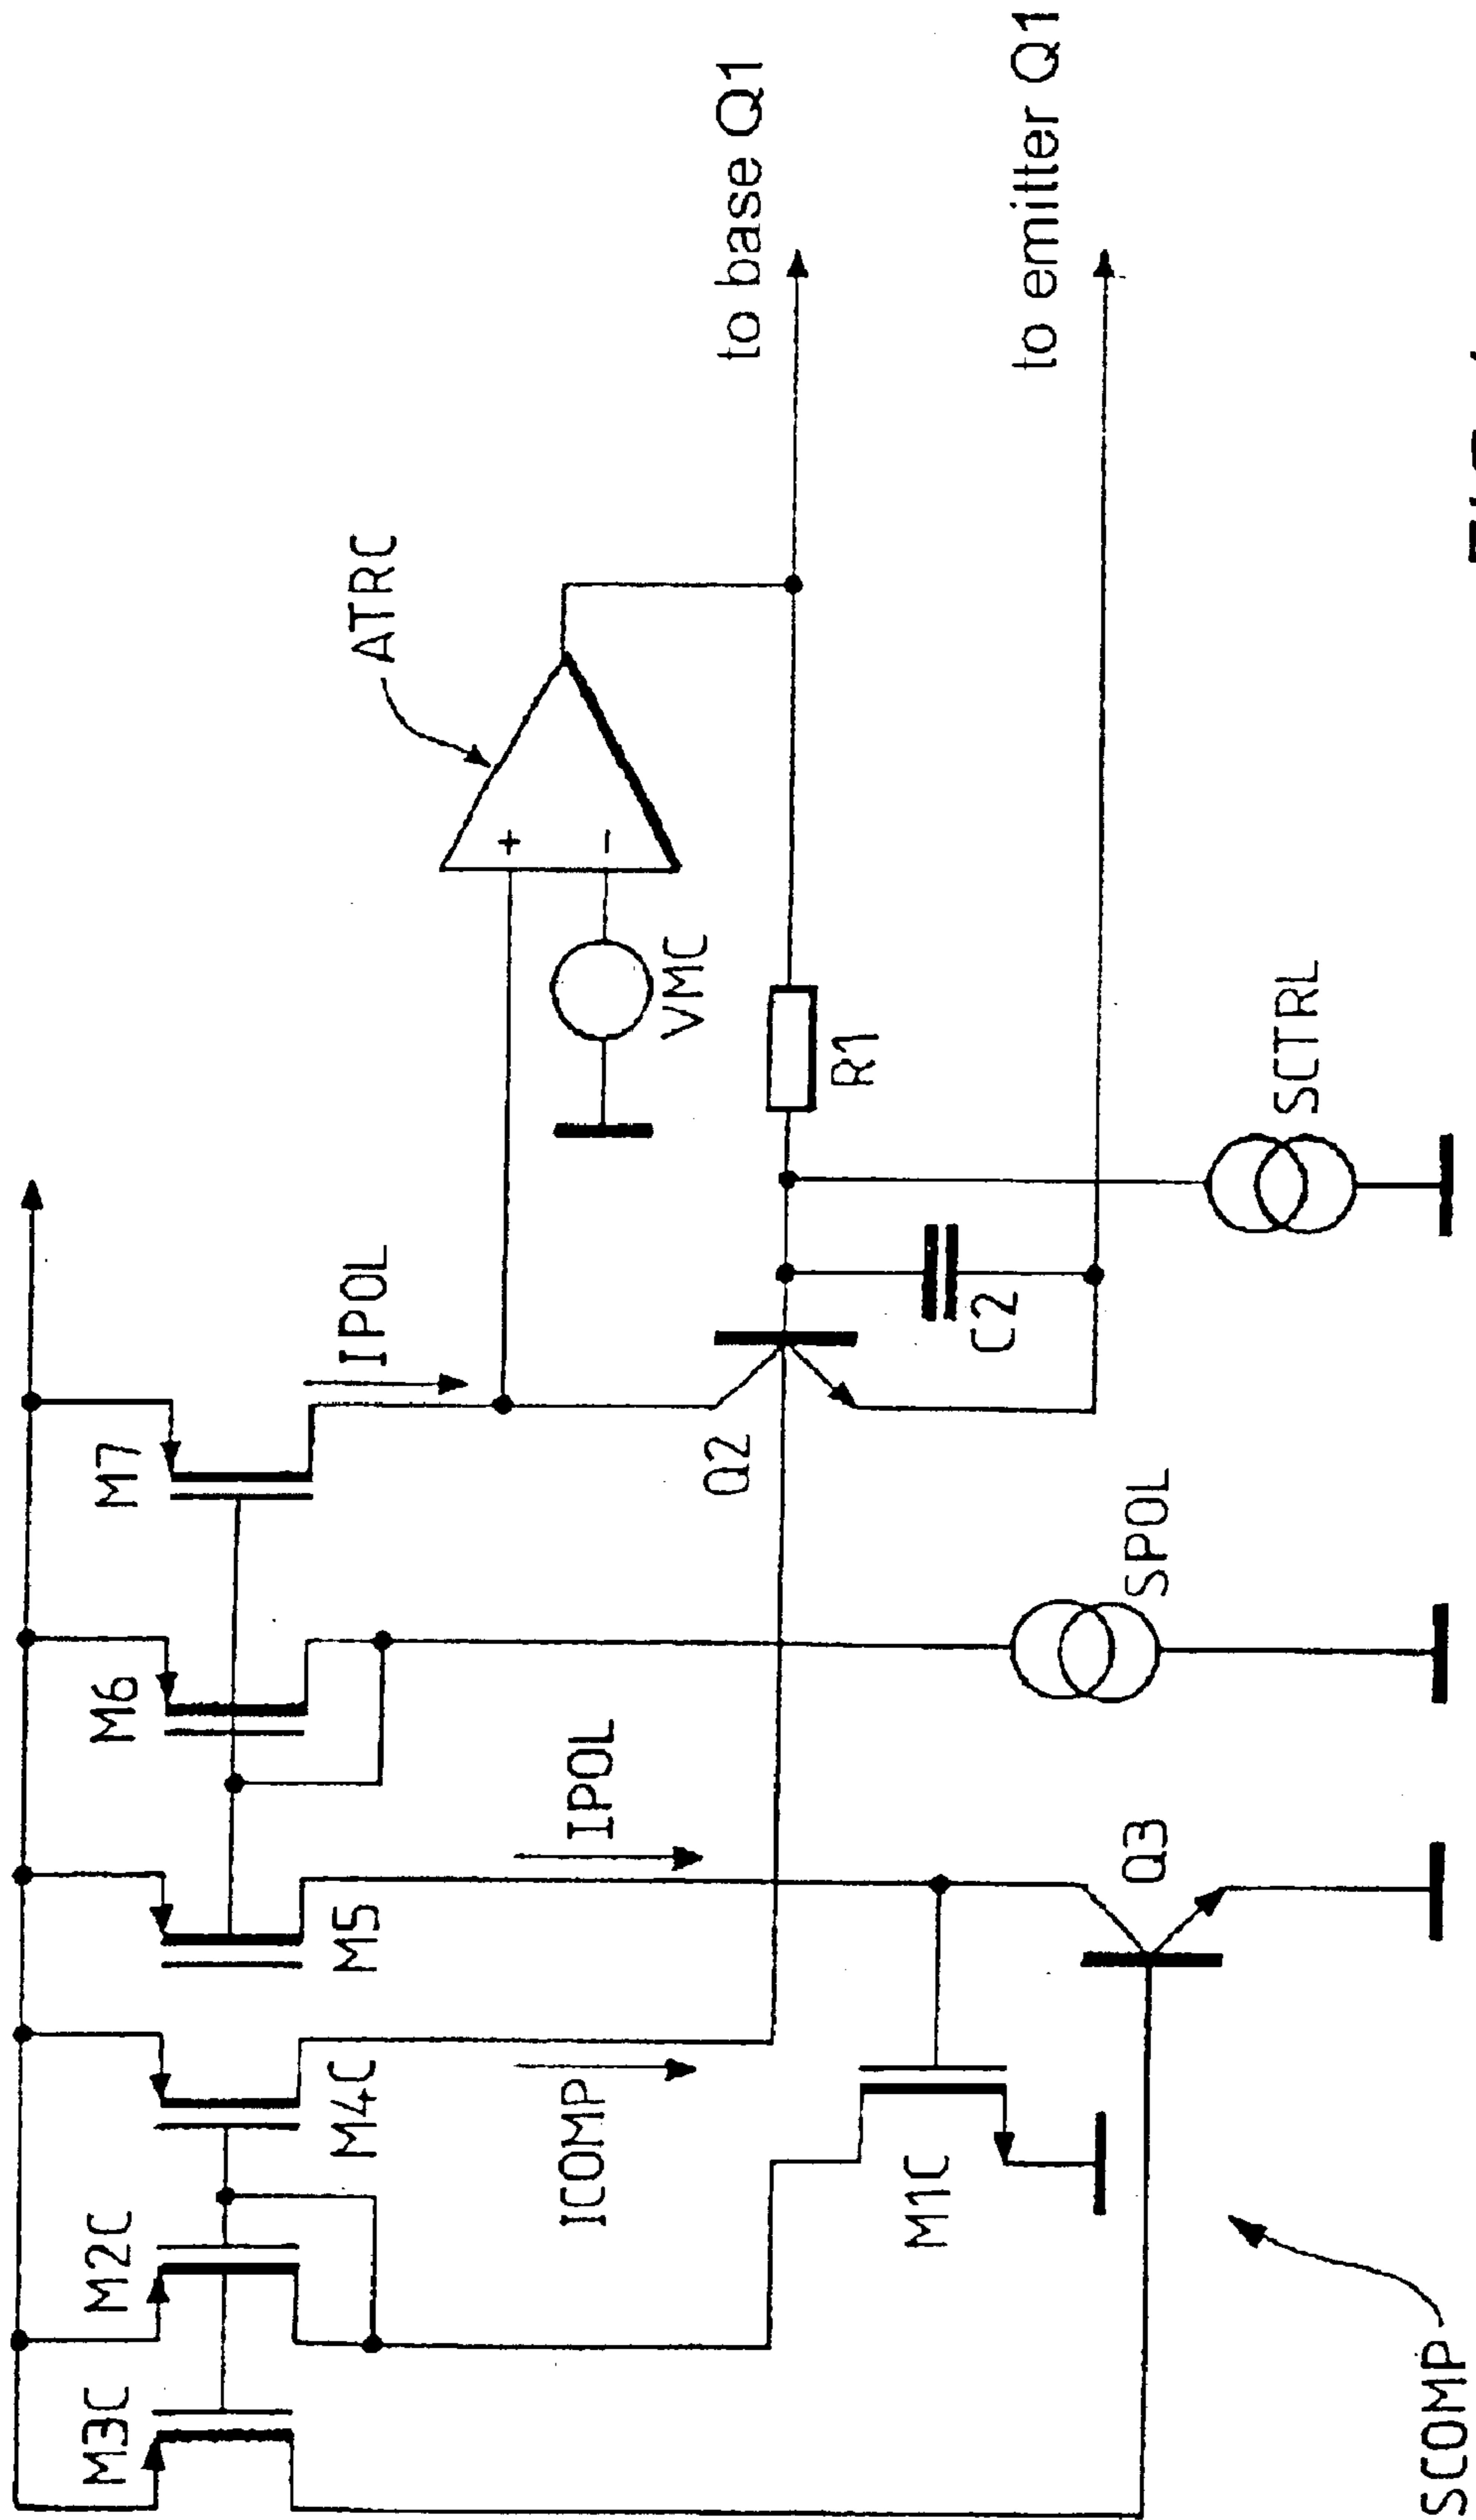 M3C
M2C
M4C
M5
M6
M7
ICOMP
IPOL
IPOL
ATRC
+
−
VMC
to base Q1
to emitter Q1
R1
C2
Q2
Q3
M1C
SPOL
SCTRL
SCOMP